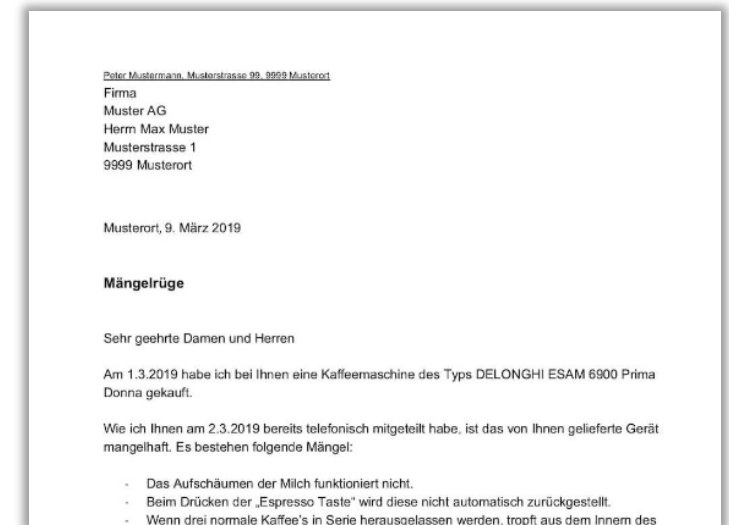 Peter Mustermann, Musterstrasse 99, 9999 Musterort
Firma
Muster AG
Herrn Max Muster
Musterstrasse 1
9999 Musterort
Musterort, 9. März 2019
Mängelrüge
Sehr geehrte Damen und Herren
Am 1.3.2019 habe ich bei Ihnen eine Kaffeemaschine des Typs DELONGHI ESAM 6900 Prima
Donna gekauft.
Wie ich Ihnen am 2.3.2019 bereits telefonisch mitgeteilt habe, ist das von Ihnen gelieferte Gerät
mangelhaft. Es bestehen folgende Mängel:
- Das Aufschäumen der Milch funktioniert nicht.
- Beim Drücken der „Espresso Taste“ wird diese nicht automatisch zurückgestellt.
- Wenn drei normale Kaffee's in Serie herausgelassen werden, tropft aus dem Innern des